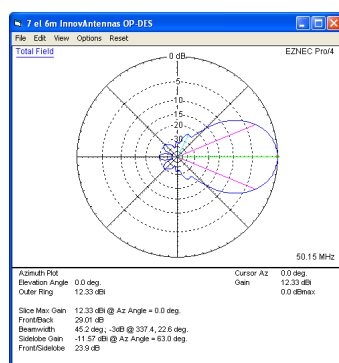 7 el 6m InnovAntennas OP-DES
File Edit View Options Reset
Total Field
0 dB
EZNEC Pro/4
-5
-10
-15
-20
-30
50.15 MHz
Azimuth Plot
Elevation Angle 0.0 deg.
Outer Ring 12.33 dBi
Cursor Az 0.0 deg.
Gain 12.33 dBi
0.0 dBmax
Slice Max Gain 12.33 dBi @ Az Angle = 0.0 deg.
Front/Back 29.01 dB
Beamwidth 45.2 deg.; -3dB @ 337.4, 22.6 deg.
Sidelobe Gain -11.57 dBi @ Az Angle = 63.0 deg.
Front/Sidelobe 23.9 dB